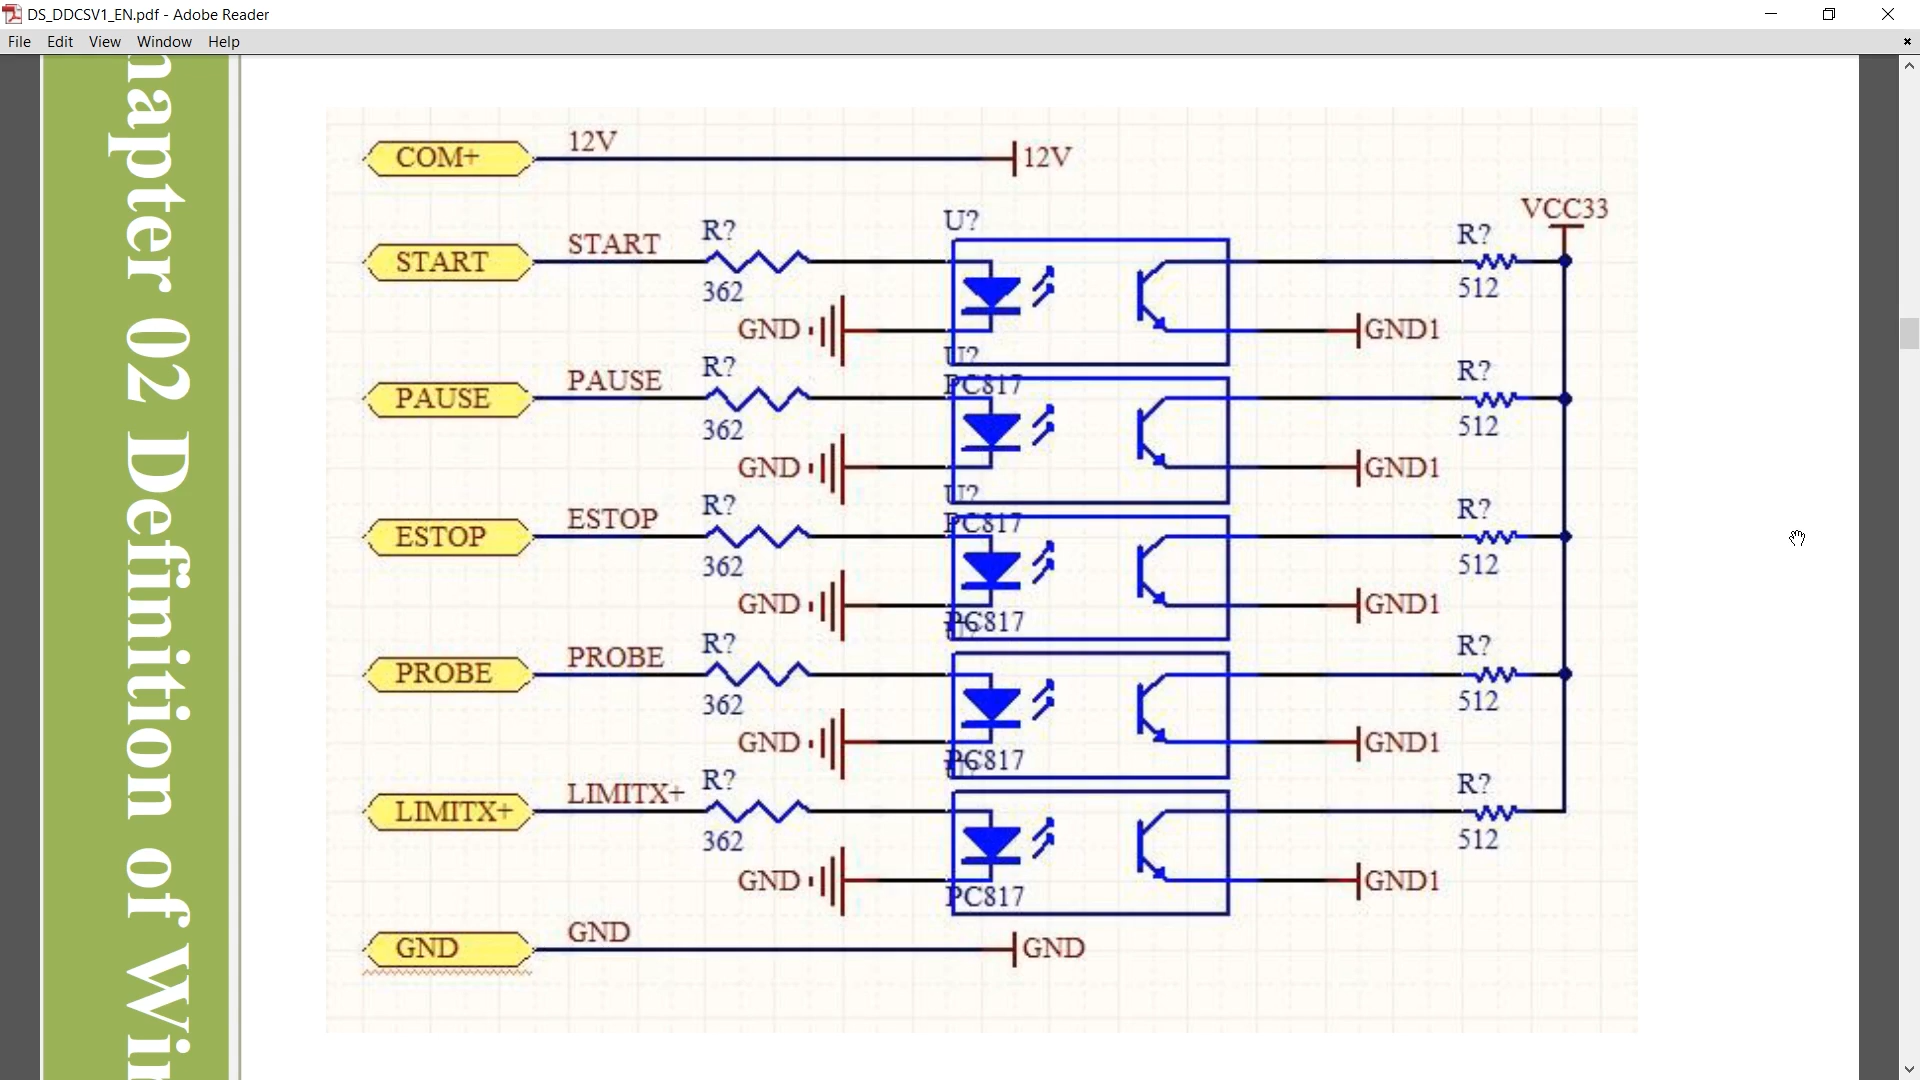 DS_DDCSV1_EN.pdf - Adobe Reader
File Edit View Window Help
hapter 02 Definition of Wir
COM+ 12V 12V
VCC33
U?
R? R?
START START
362 512
GND GND1
U?
R? R?
PC817
PAUSE PAUSE
362 512
GND GND1
U?
R? R?
PC817
ESTOP ESTOP
362 512
GND GND1
PC817
R? R?
PROBE PROBE
362 512
GND GND1
PC817
R? R?
LIMITX+ LIMITX+
362 512
GND GND1
PC817
GND GND GND